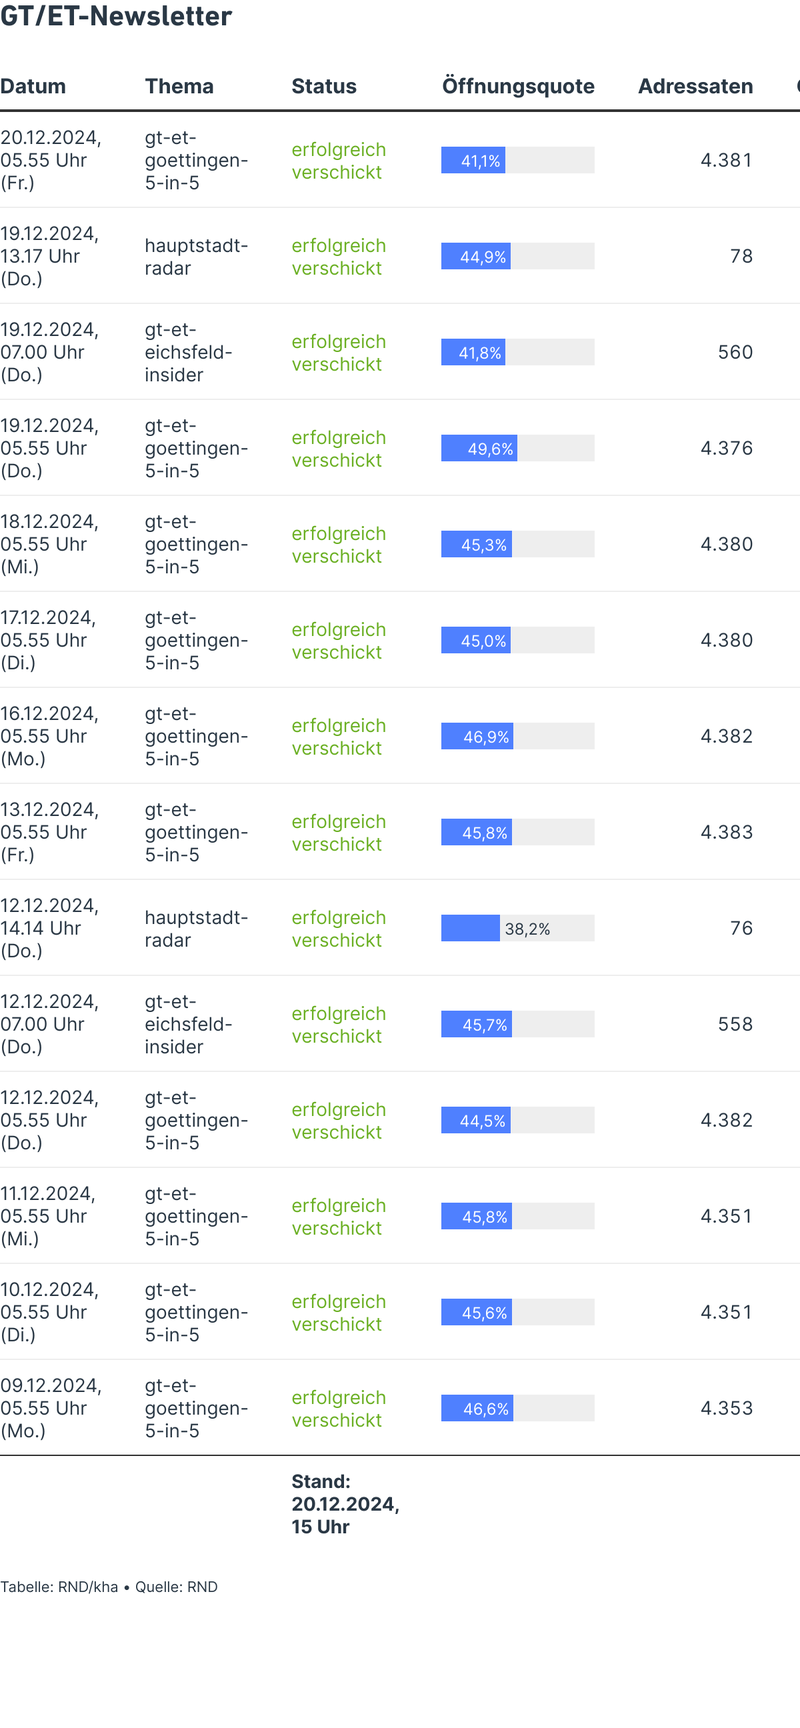 GT/ET-Newsletter
Datum Thema Status Öffnungsquote Adressaten
20.12.2024, 05.55 Uhr (Fr.) gt-et-goettingen-5-in-5 erfolgreich verschickt 41,1% 4.381
19.12.2024, 13.17 Uhr (Do.) hauptstadt-radar erfolgreich verschickt 44,9% 78
19.12.2024, 07.00 Uhr (Do.) gt-et-eichsfeld-insider erfolgreich verschickt 41,8% 560
19.12.2024, 05.55 Uhr (Do.) gt-et-goettingen-5-in-5 erfolgreich verschickt 49,6% 4.376
18.12.2024, 05.55 Uhr (Mi.) gt-et-goettingen-5-in-5 erfolgreich verschickt 45,3% 4.380
17.12.2024, 05.55 Uhr (Di.) gt-et-goettingen-5-in-5 erfolgreich verschickt 45,0% 4.380
16.12.2024, 05.55 Uhr (Mo.) gt-et-goettingen-5-in-5 erfolgreich verschickt 46,9% 4.382
13.12.2024, 05.55 Uhr (Fr.) gt-et-goettingen-5-in-5 erfolgreich verschickt 45,8% 4.383
12.12.2024, 14.14 Uhr (Do.) hauptstadt-radar erfolgreich verschickt 38,2% 76
12.12.2024, 07.00 Uhr (Do.) gt-et-eichsfeld-insider erfolgreich verschickt 45,7% 558
12.12.2024, 05.55 Uhr (Do.) gt-et-goettingen-5-in-5 erfolgreich verschickt 44,5% 4.382
11.12.2024, 05.55 Uhr (Mi.) gt-et-goettingen-5-in-5 erfolgreich verschickt 45,8% 4.351
10.12.2024, 05.55 Uhr (Di.) gt-et-goettingen-5-in-5 erfolgreich verschickt 45,6% 4.351
09.12.2024, 05.55 Uhr (Mo.) gt-et-goettingen-5-in-5 erfolgreich verschickt 46,6% 4.353
Stand:
20.12.2024,
15 Uhr
Tabelle: RND/kha • Quelle: RND